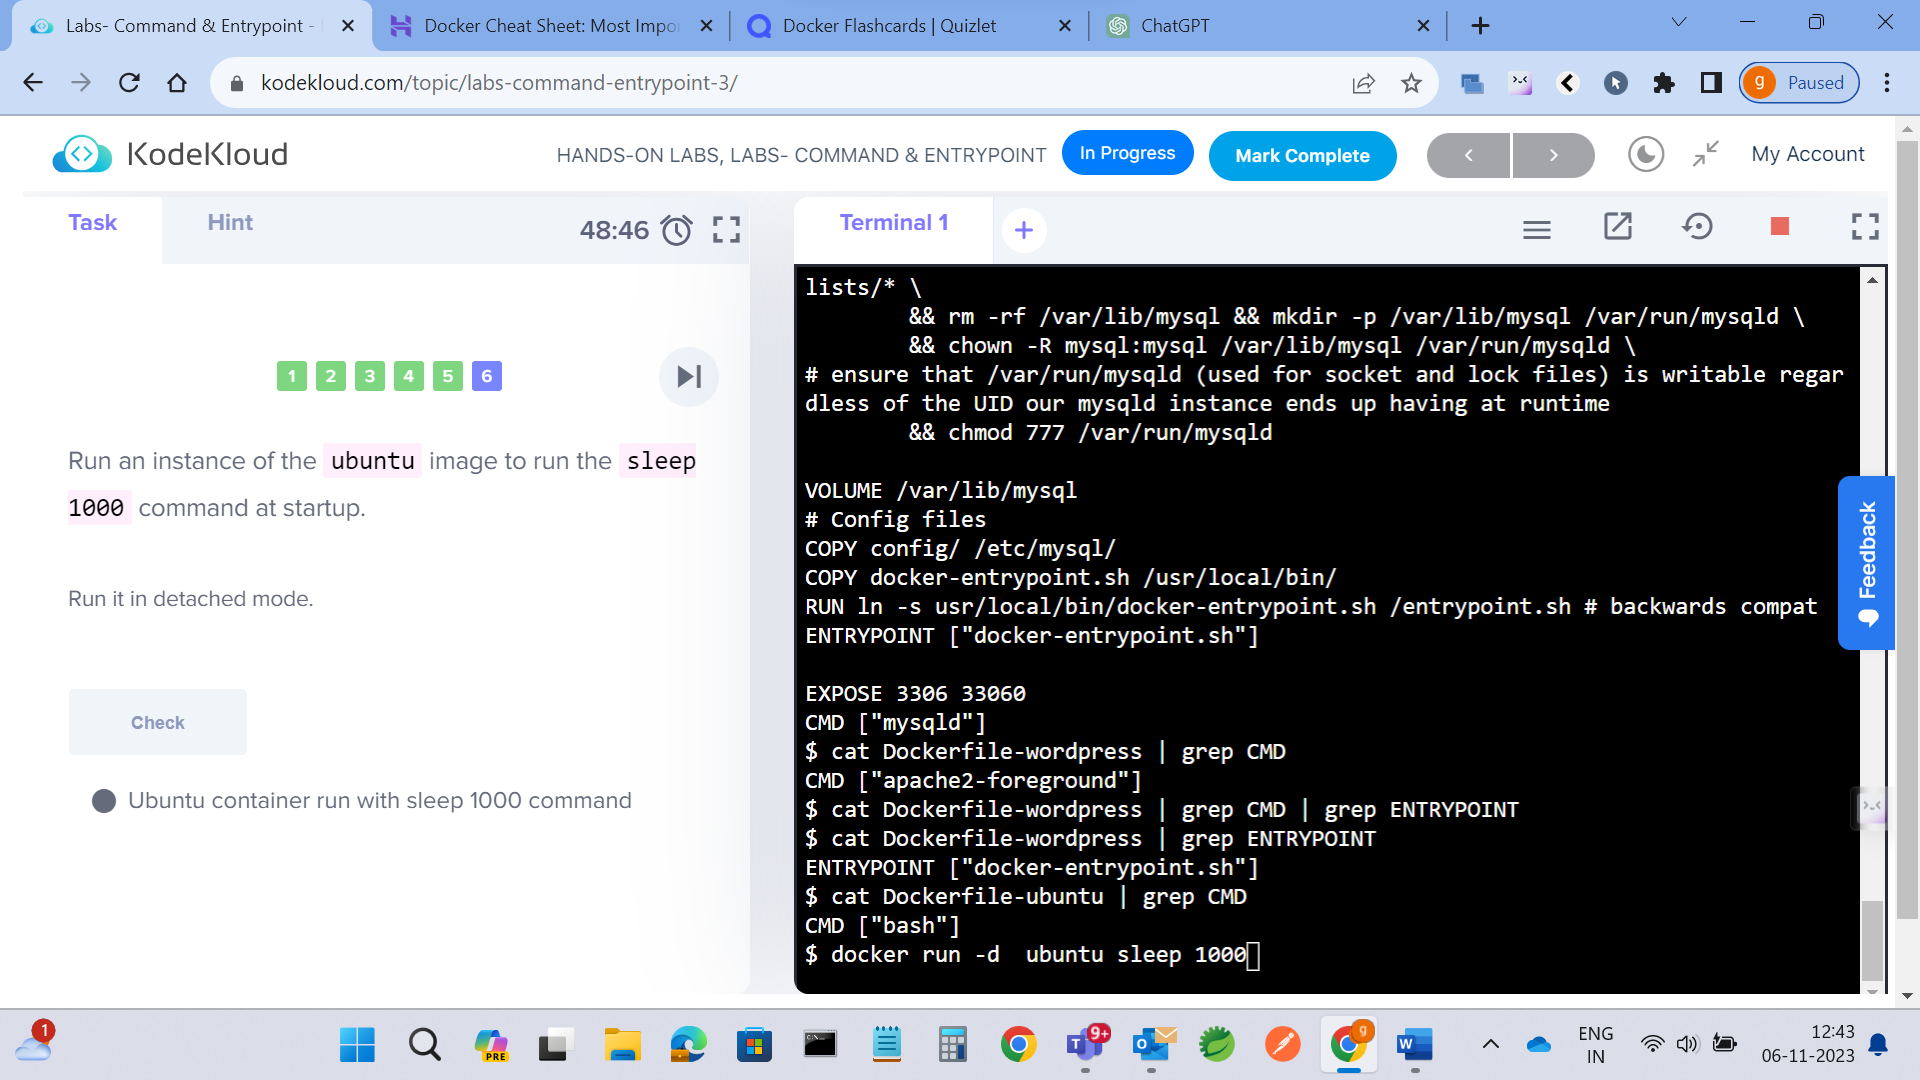 Labs- Command & Entrypoint -
Docker Cheat Sheet: Most Impo
Docker Flashcards | Quizlet
ChatGPT
kodekloud.com/topic/labs-command-entrypoint-3/
g Paused
KodeKloud
HANDS-ON LABS, LABS- COMMAND & ENTRYPOINT
In Progress
Mark Complete
My Account
Task
Hint
48:46
Terminal 1
1 2 3 4 5 6
Run an instance of the ubuntu image to run the sleep
1000 command at startup.
Run it in detached mode.
Check
Ubuntu container run with sleep 1000 command
lists/* \
        && rm -rf /var/lib/mysql && mkdir -p /var/lib/mysql /var/run/mysqld \
        && chown -R mysql:mysql /var/lib/mysql /var/run/mysqld \
# ensure that /var/run/mysqld (used for socket and lock files) is writable regar
dless of the UID our mysqld instance ends up having at runtime
        && chmod 777 /var/run/mysqld
VOLUME /var/lib/mysql
# Config files
COPY config/ /etc/mysql/
COPY docker-entrypoint.sh /usr/local/bin/
RUN ln -s usr/local/bin/docker-entrypoint.sh /entrypoint.sh # backwards compat
ENTRYPOINT ["docker-entrypoint.sh"]
EXPOSE 3306 33060
CMD ["mysqld"]
$ cat Dockerfile-wordpress | grep CMD
CMD ["apache2-foreground"]
$ cat Dockerfile-wordpress | grep CMD | grep ENTRYPOINT
$ cat Dockerfile-wordpress | grep ENTRYPOINT
ENTRYPOINT ["docker-entrypoint.sh"]
$ cat Dockerfile-ubuntu | grep CMD
CMD ["bash"]
$ docker run -d  ubuntu sleep 1000
Feedback
1
PRE
9+
g
ENG
IN
12:43
06-11-2023